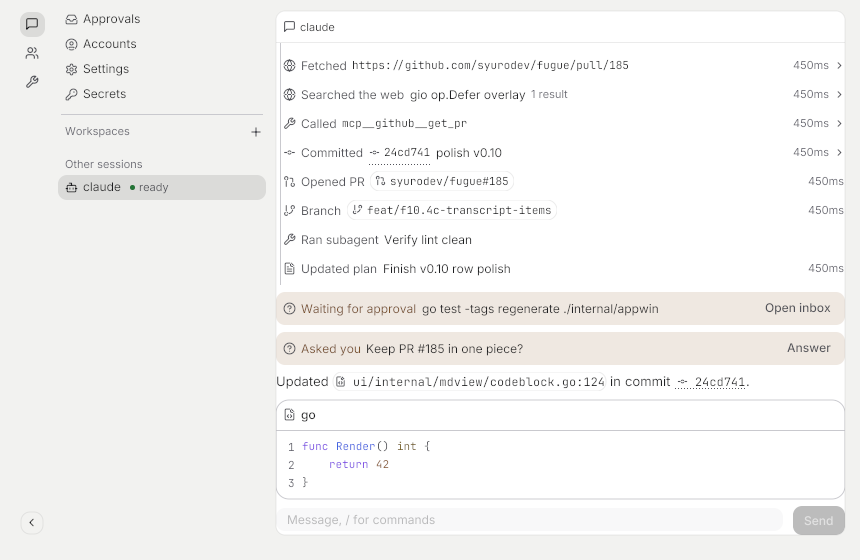 Approvals
Accounts
Settings
Secrets
Workspaces
Other sessions
claude ready
claude
Fetched https://github.com/syurodev/fugue/pull/185 450ms
Searched the web gio op.Defer overlay 1 result 450ms
Called mcp__github__get_pr 450ms
Committed 24cd741 polish v0.10 450ms
Opened PR syurodev/fugue#185 450ms
Branch feat/f10.4c-transcript-items 450ms
Ran subagent Verify lint clean
Updated plan Finish v0.10 row polish 450ms
Waiting for approval go test -tags regenerate ./internal/appwin Open inbox
Asked you Keep PR #185 in one piece? Answer
Updated ui/internal/mdview/codeblock.go:124 in commit 24cd741.
go
1 func Render() int {
2 return 42
3 }
Message, / for commands Send